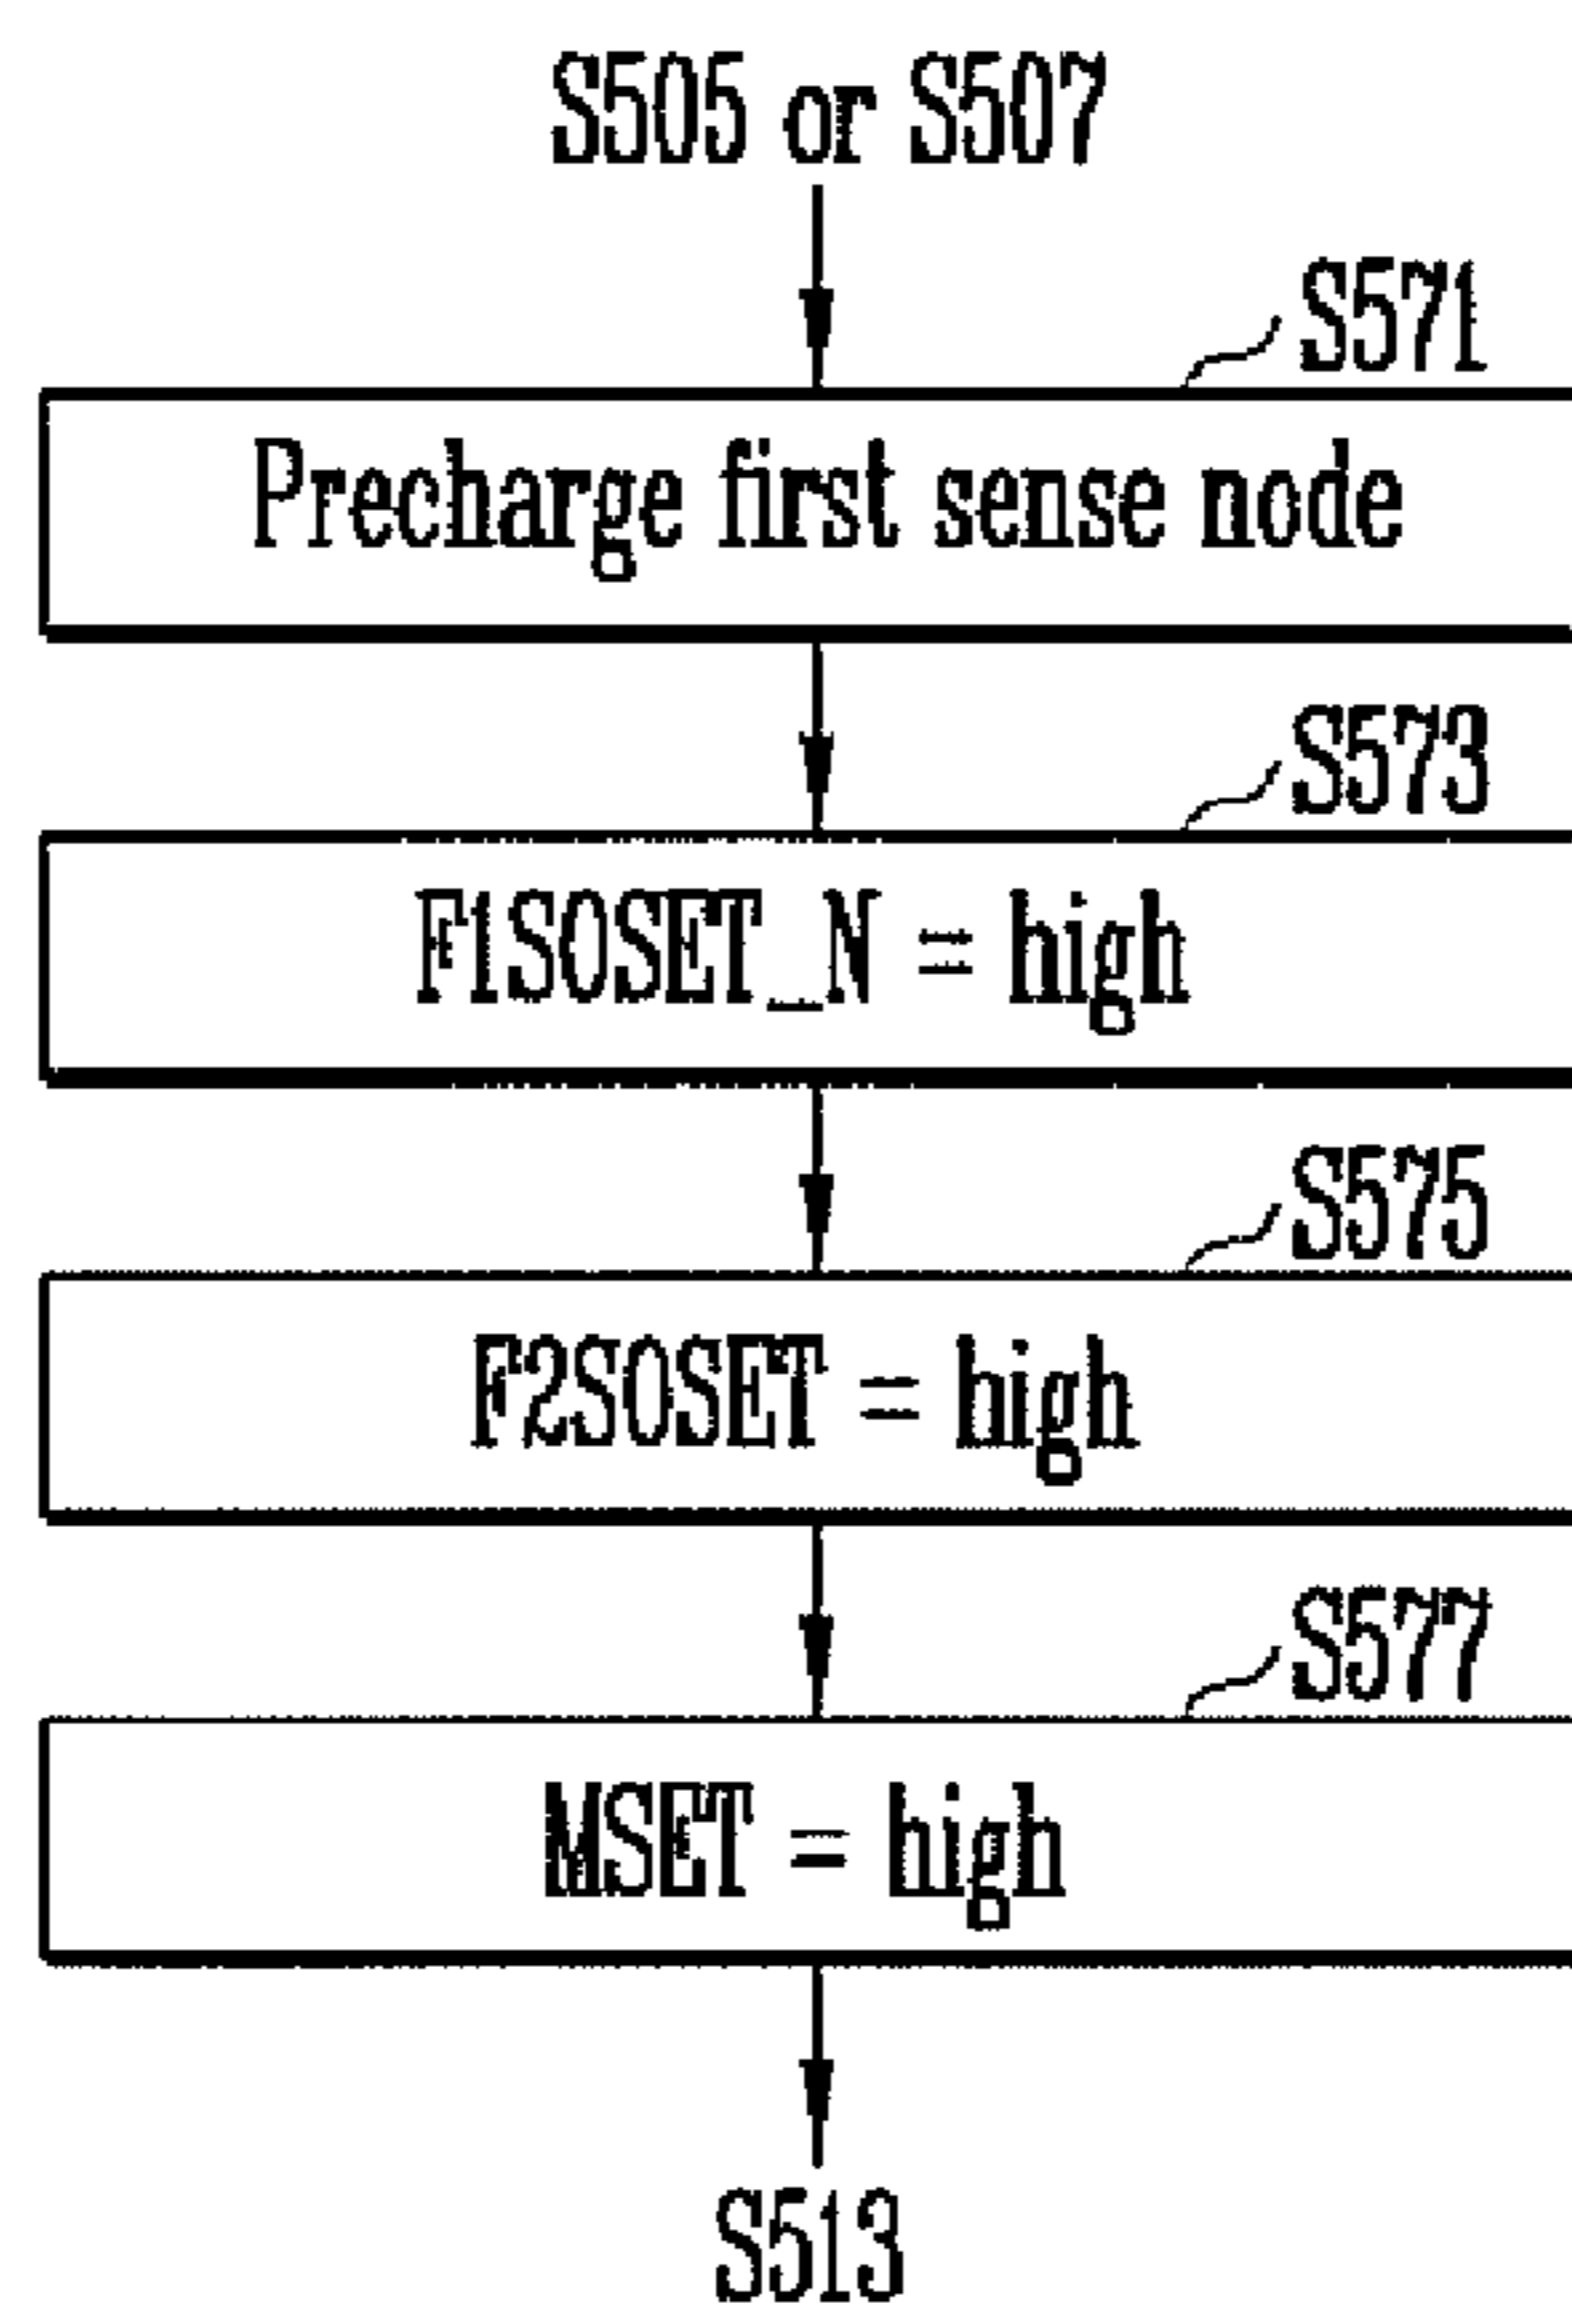 S505 or S507
S571
Precharge first sense node
S573
F1SOSET_N = high
S575
F2SOSET = high
S577
MSET = high
S513